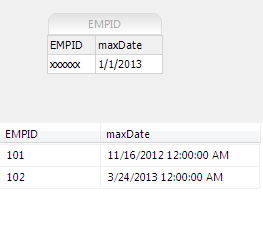 EMPID
EMPID maxDate
xxxxxx 1/1/2013
EMPID maxDate
101 11/16/2012 12:00:00 AM
102 3/24/2013 12:00:00 AM